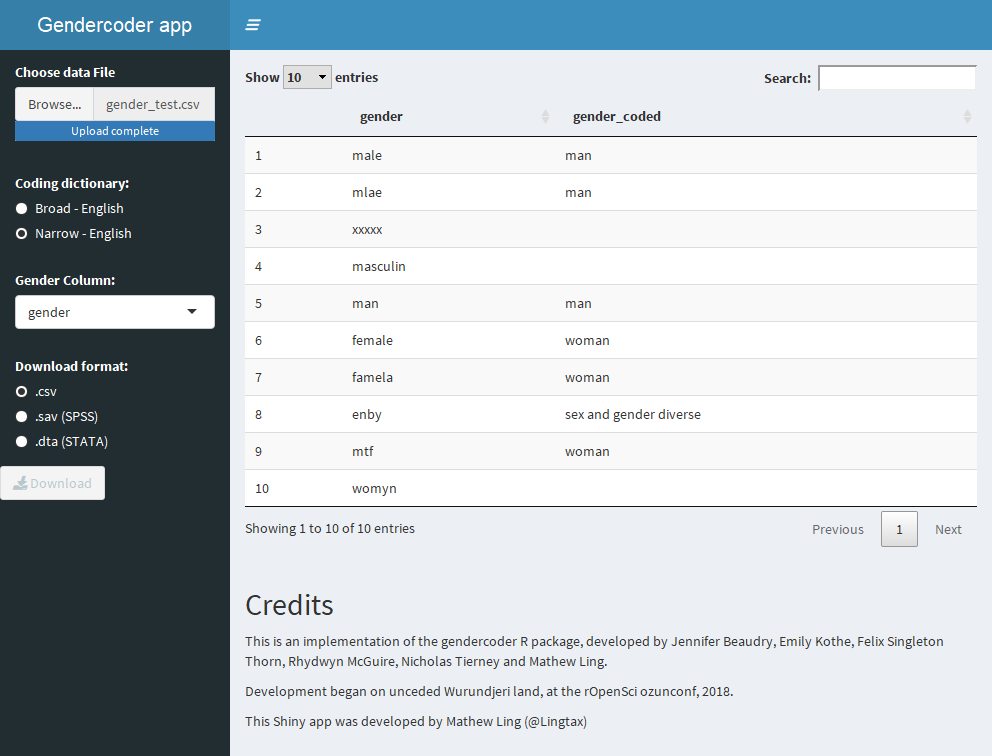 Gendercoder app
Choose data File
Browse... gender_test.csv
Upload complete
Coding dictionary:
Broad - English
Narrow - English
Gender Column:
gender
Download format:
.csv
.sav (SPSS)
.dta (STATA)
Download
Show 10 entries Search:
gender gender_coded
1 male man
2 mlae man
3 xxxxx
4 masculin
5 man man
6 female woman
7 famela woman
8 enby sex and gender diverse
9 mtf woman
10 womyn
Showing 1 to 10 of 10 entries Previous 1 Next
Credits
This is an implementation of the gendercoder R package, developed by Jennifer Beaudry, Emily Kothe, Felix Singleton
Thorn, Rhydwyn McGuire, Nicholas Tierney and Mathew Ling.
Development began on unceded Wurundjeri land, at the rOpenSci ozunconf, 2018.
This Shiny app was developed by Mathew Ling (@Lingtax)